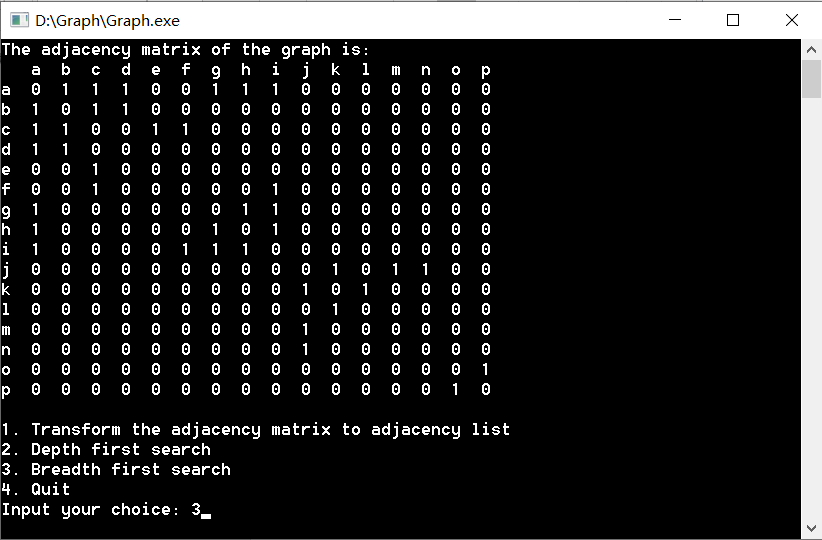 D:\Graph\Graph.exe
The adjacency matrix of the graph is:
   a  b  c  d  e  f  g  h  i  j  k  l  m  n  o  p
a  0  1  1  1  0  0  1  1  1  0  0  0  0  0  0  0
b  1  0  1  1  0  0  0  0  0  0  0  0  0  0  0  0
c  1  1  0  0  1  1  0  0  0  0  0  0  0  0  0  0
d  1  1  0  0  0  0  0  0  0  0  0  0  0  0  0  0
e  0  0  1  0  0  0  0  0  0  0  0  0  0  0  0  0
f  0  0  1  0  0  0  0  0  1  0  0  0  0  0  0  0
g  1  0  0  0  0  0  0  1  1  0  0  0  0  0  0  0
h  1  0  0  0  0  0  1  0  1  0  0  0  0  0  0  0
i  1  0  0  0  0  1  1  1  0  0  0  0  0  0  0  0
j  0  0  0  0  0  0  0  0  0  0  1  0  1  1  0  0
k  0  0  0  0  0  0  0  0  0  1  0  1  0  0  0  0
l  0  0  0  0  0  0  0  0  0  0  1  0  0  0  0  0
m  0  0  0  0  0  0  0  0  0  1  0  0  0  0  0  0
n  0  0  0  0  0  0  0  0  0  1  0  0  0  0  0  0
o  0  0  0  0  0  0  0  0  0  0  0  0  0  0  0  1
p  0  0  0  0  0  0  0  0  0  0  0  0  0  0  1  0
1. Transform the adjacency matrix to adjacency list
2. Depth first search
3. Breadth first search
4. Quit
Input your choice: 3